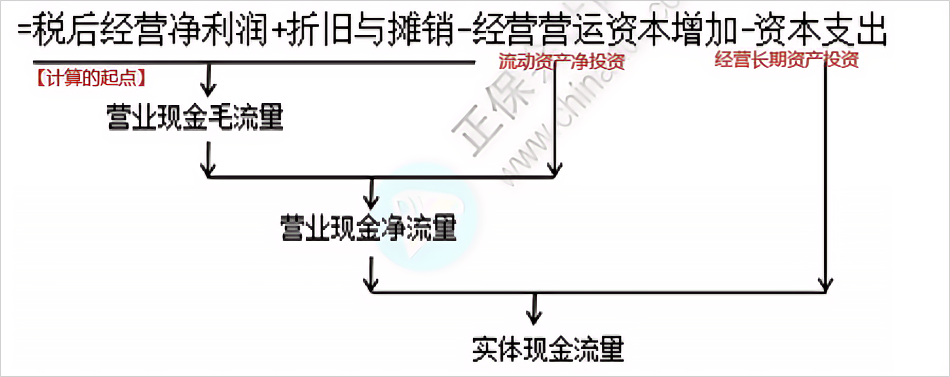 =税后经营净利润+折旧与摊销-经营营运资本增加-资本支出
流动资产净投资
经营长期资产投资
【计算的起点】
营业现金毛流量
正保
www.china
营业现金净流量
实体现金流量